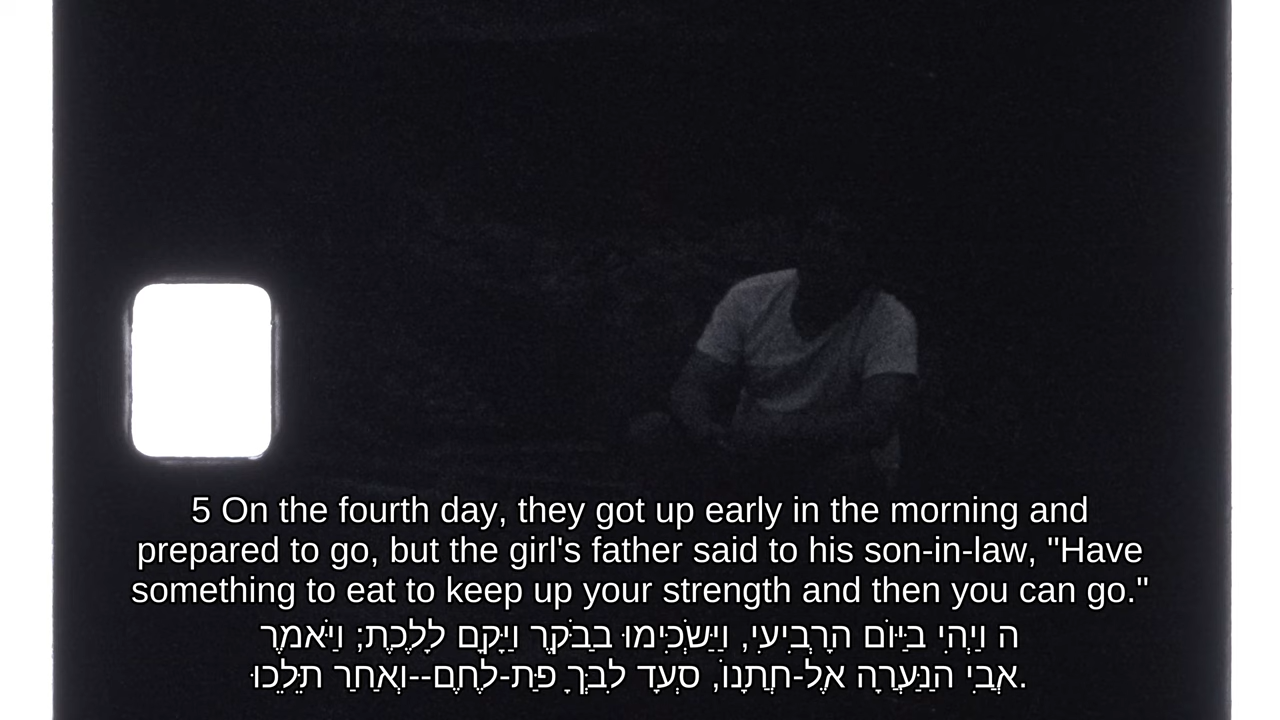 5 On the fourth day, they got up early in the morning and
prepared to go, but the girl's father said to his son-in-law, "Have
something to eat to keep up your strength and then you can go."
ה וַיְהִי בַּיּוֹם הָרְבִיעִי, וַיַּשְׁכִּימוּ בַבֹּקֶר וַיָּקָם לָלֶכֶת; וַיֹּאמֶר
אֲבִי הַנַּעֲרָה אֶל-חֲתָנוֹ, סְעָד לִבְּךָ פַּת-לֶחֶם--וְאַחַר תֵּלֵכוּ.